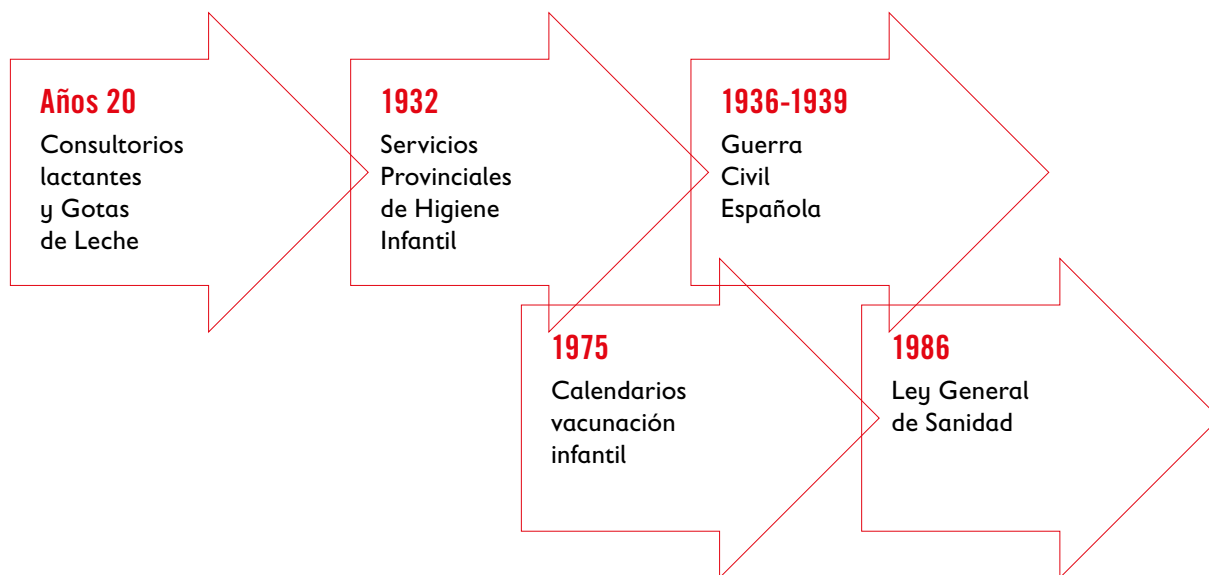 Años 20
Consultorios
lactantes
y Gotas
de Leche
1932
Servicios
Provinciales
de Higiene
Infantil
1936-1939
Guerra
Civil
Española
1975
Calendarios
vacunación
infantil
1986
Ley General
de Sanidad